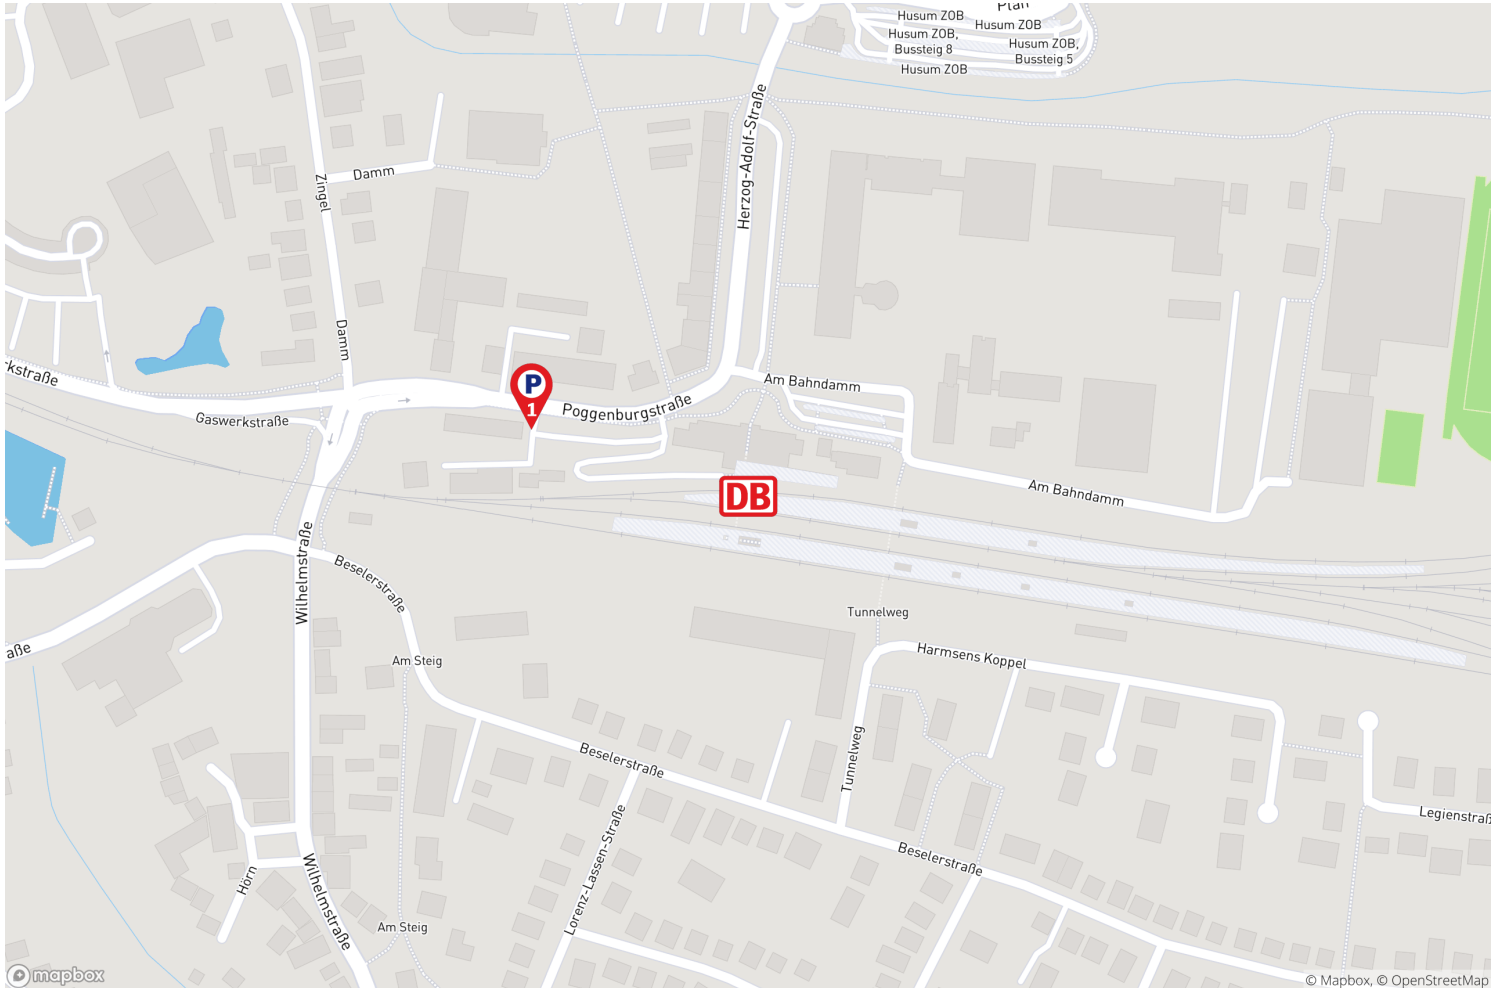 Plan
Husum ZOB
Husum ZOB
Husum ZOB,
Bussteig 8
Husum ZOB,
Bussteig 5
Husum ZOB
Herzog-Adolf-Straße
Damm
Zingel
Damm
rkstraße
Gaswerkstraße
P
1
Poggenburgstraße
Am Bahndamm
Am Bahndamm
DB
Wilhelmstraße
Beselerstraße
aße
Am Steig
Tunnelweg
Harmsens Koppel
Beselerstraße
Tunnelweg
Lorenz-Lassen-Straße
Legienstraß
Beselerstraße
Hörn
Wilhelmstraße
Am Steig
mapbox
© Mapbox, © OpenStreetMap